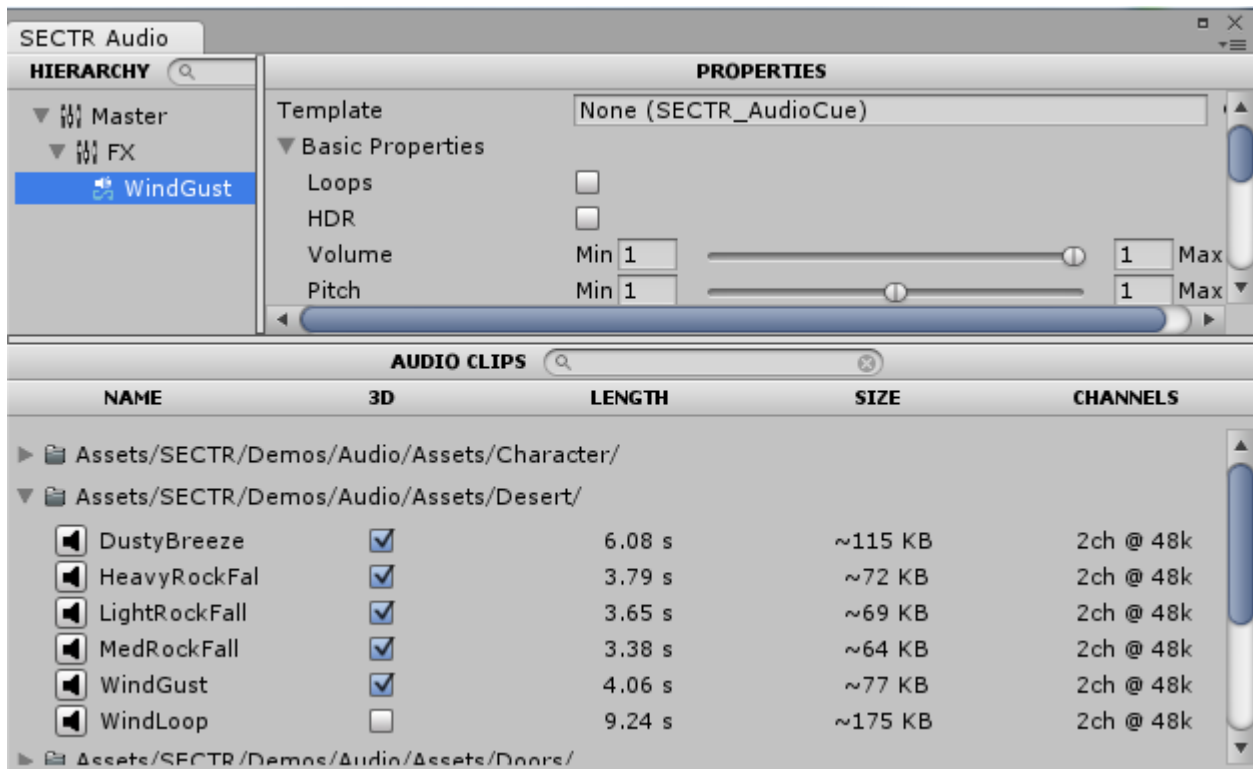 SECTR Audio
HIERARCHY
PROPERTIES
Master
FX
WindGust
Template None (SECTR_AudioCue)
Basic Properties
Loops
HDR
Volume Min 1 1 Max
Pitch Min 1 1 Max
AUDIO CLIPS
NAME 3D LENGTH SIZE CHANNELS
Assets/SECTR/Demos/Audio/Assets/Character/
Assets/SECTR/Demos/Audio/Assets/Desert/
DustyBreeze 6.08 s ~115 KB 2ch @ 48k
HeavyRockFal 3.79 s ~72 KB 2ch @ 48k
LightRockFall 3.65 s ~69 KB 2ch @ 48k
MedRockFall 3.38 s ~64 KB 2ch @ 48k
WindGust 4.06 s ~77 KB 2ch @ 48k
WindLoop 9.24 s ~175 KB 2ch @ 48k
Assets/SECTR/Demos/Audio/Assets/Doors/